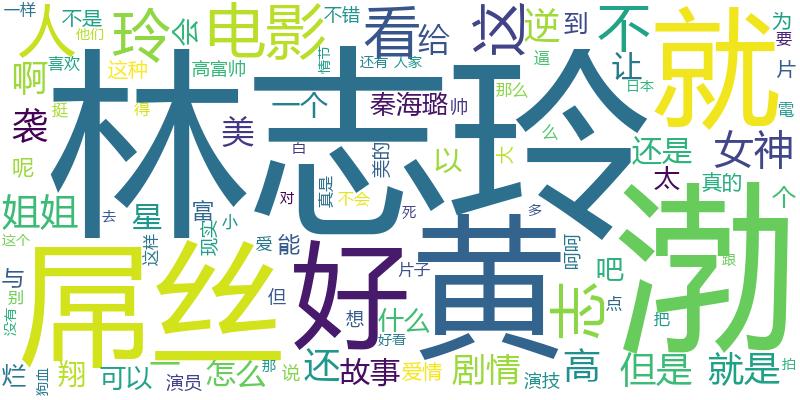 一样
人
不是
他们
玲
会
电影
不错
看
给
这
逆
到
不
就
为
要
片
喜欢
这种
高富帅
情节
还有
人家
逼
让
啊
挺
得
林志玲
一个
秦海璐
帅
那么
日本
電
袭
美
白
美的
以
大
么
还是
女神
呢
姐姐
星
富
去
现实
小
对
真是
不会
死
多
太
真的
个
这个
这样
爱
能
屌丝
好
黄
渤
呵呵
志
吧
点
跟
与
没有
别
但
想
片子
什么
好看
把
烂
狗血
翔
可以
一
演员
怎么
那
说
还
故事
爱情
剧情
演技
高
但是
就是
拍